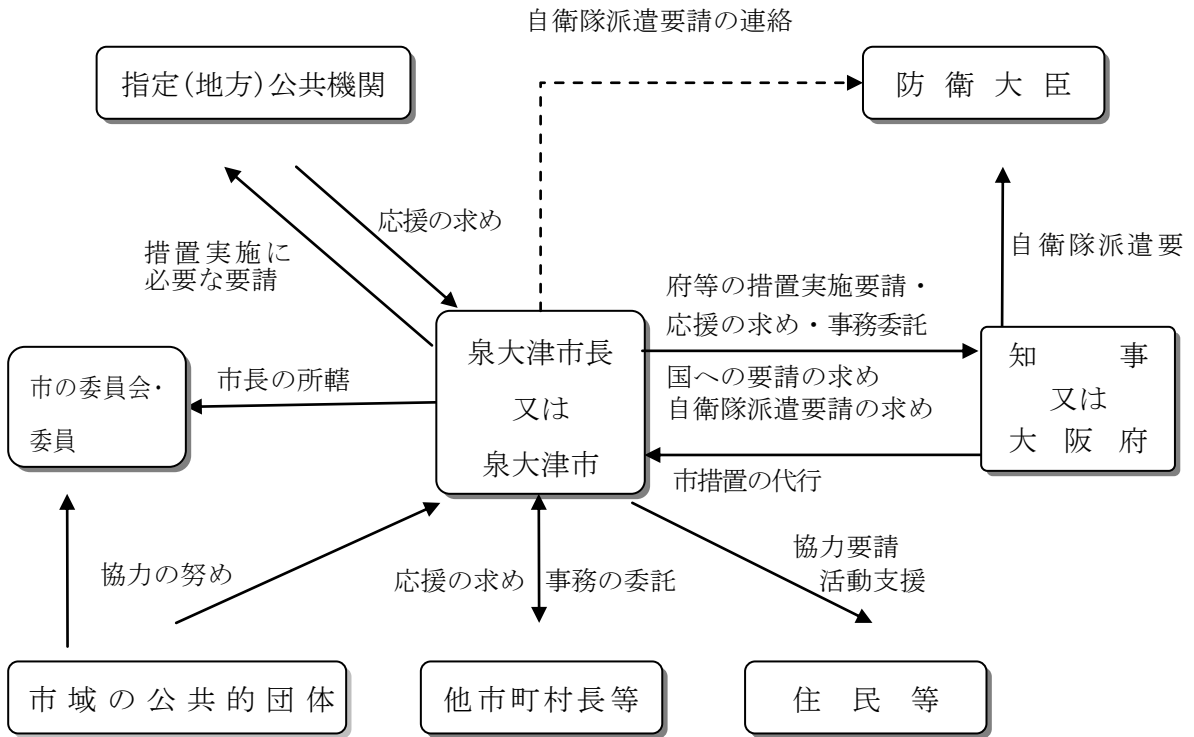 自衛隊派遣要請の連絡
指定(地方)公共機関
防衛大臣
応援の求め
措置実施に
必要な要請
自衛隊派遣要
府等の措置実施要請・
応援の求め・事務委託
泉大津市長
又は
泉大津市
知事
又は
大阪府
市の委員会・
委員
市長の所轄
国への要請の求め
自衛隊派遣要請の求め
市措置の代行
協力の努め
応援の求め
事務の委託
協力要請
活動支援
市域の公共的団体
他市町村長等
住民等